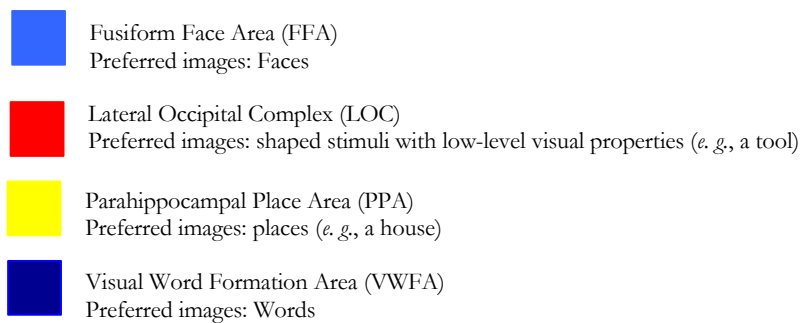 Fusiform Face Area (FFA)
Preferred images: Faces
Lateral Occipital Complex (LOC)
Preferred images: shaped stimuli with low-level visual properties (e. g., a tool)
Parahippocampal Place Area (PPA)
Preferred images: places (e. g., a house)
Visual Word Formation Area (VWFA)
Preferred images: Words